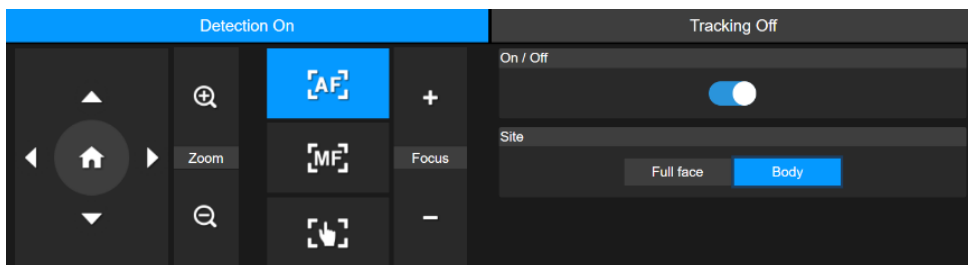 Detection On
Tracking Off
On / Off
AF
Zoom
MF
Focus
Site
Full face
Body